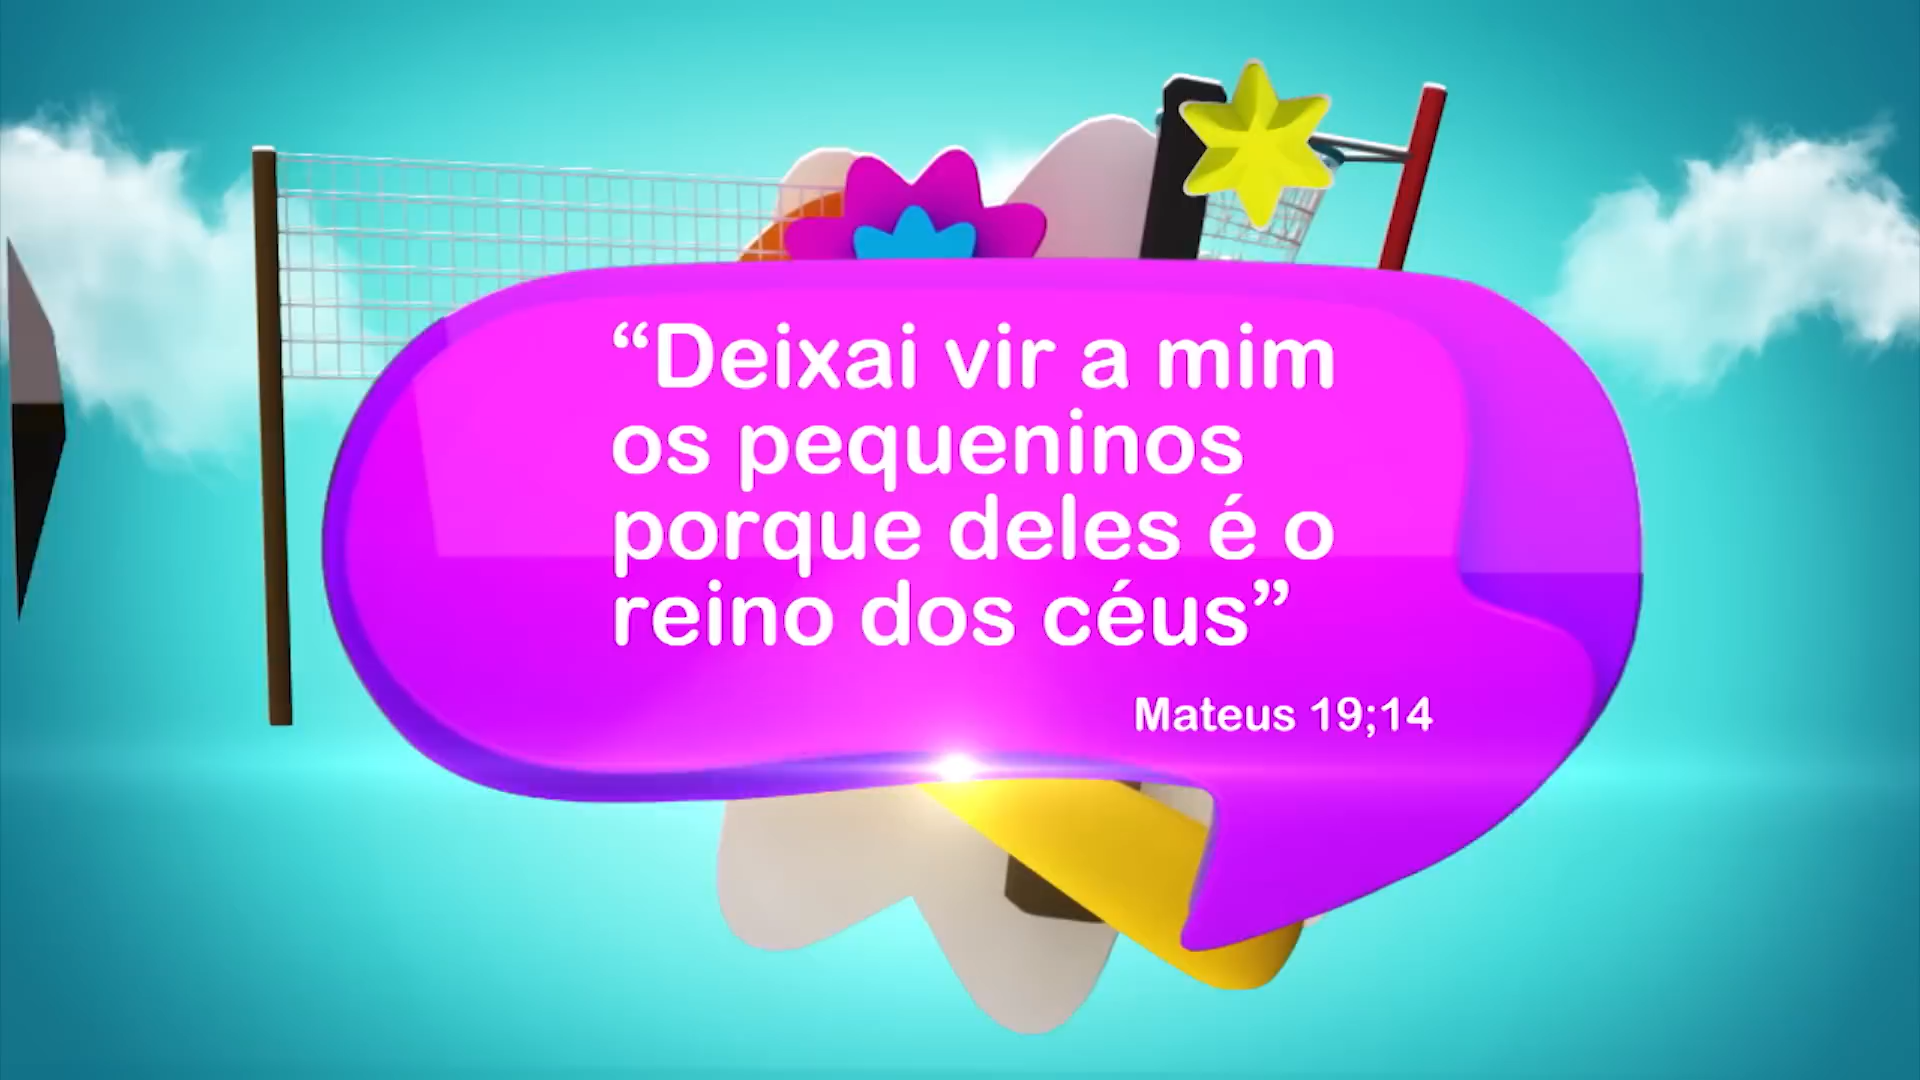 “Deixai vir a mim
os pequeninos
porque deles é o
reino dos céus”
Mateus 19;14